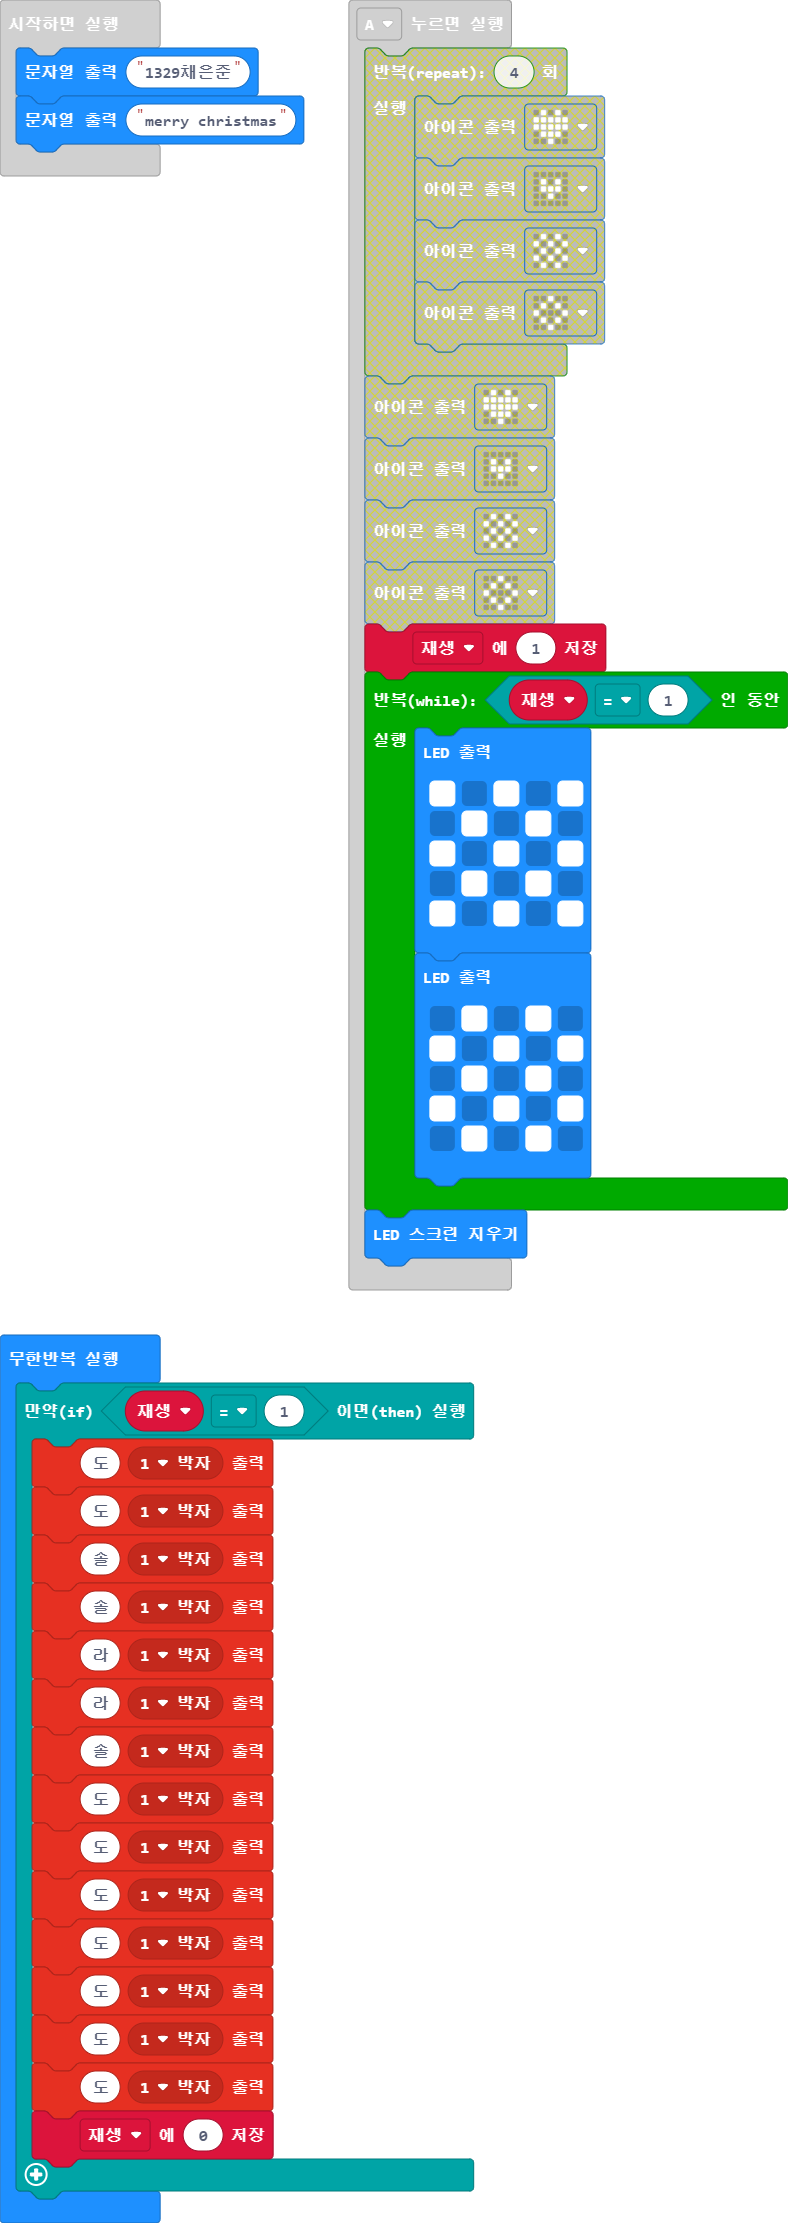 시작하면 실행
문자열 출력 "1329채은준"
문자열 출력 "merry christmas"
A 누르면 실행
반복(repeat): 4 회
실행
아이콘 출력
아이콘 출력
아이콘 출력
아이콘 출력
아이콘 출력
아이콘 출력
아이콘 출력
아이콘 출력
재생 에 1 저장
반복(while): 재생 = 1 인 동안
실행
LED 출력
LED 출력
LED 스크린 지우기
무한반복 실행
만약(if) 재생 = 1 이면(then) 실행
도 1 박자 출력
도 1 박자 출력
솔 1 박자 출력
솔 1 박자 출력
라 1 박자 출력
라 1 박자 출력
솔 1 박자 출력
도 1 박자 출력
도 1 박자 출력
도 1 박자 출력
도 1 박자 출력
도 1 박자 출력
도 1 박자 출력
도 1 박자 출력
재생 에 0 저장